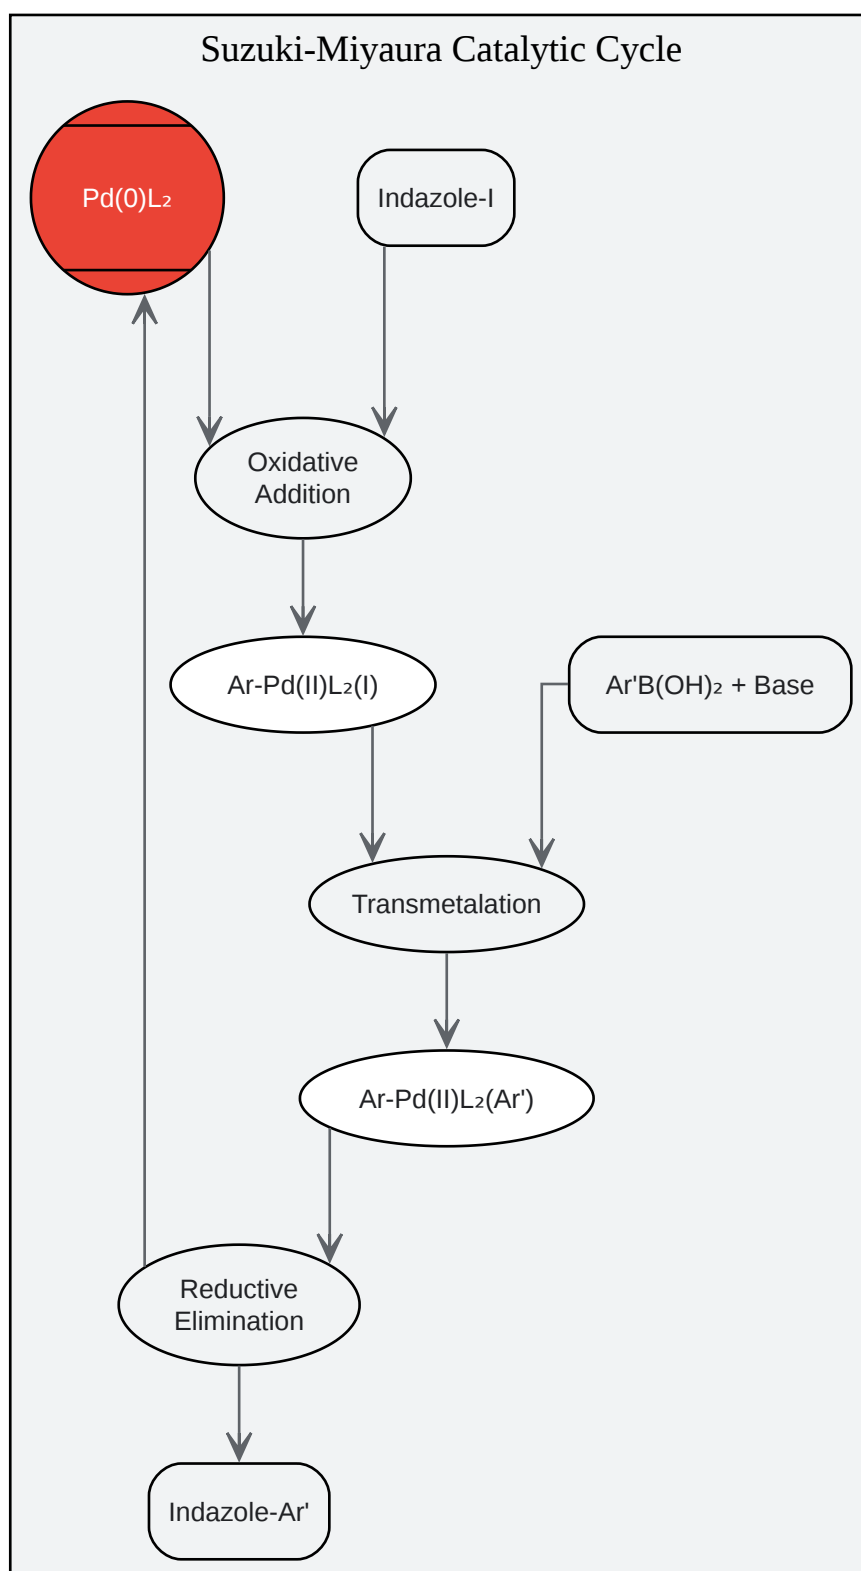 Suzuki-Miyaura Catalytic Cycle
Pd(0)L₂
Indazole-I
Oxidative
Addition
Ar-Pd(II)L₂(I)
Ar'B(OH)₂ + Base
Transmetalation
Ar-Pd(II)L₂(Ar')
Reductive
Elimination
Indazole-Ar'